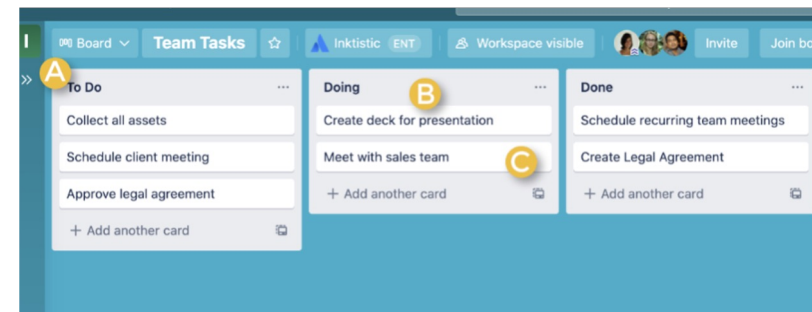 I
Board
Team Tasks
Inktistic ENT
Workspace visible
Invite
Join bo
A
B
C
To Do
Collect all assets
Schedule client meeting
Approve legal agreement
+ Add another card
Doing
Create deck for presentation
Meet with sales team
+ Add another card
Done
Schedule recurring team meetings
Create Legal Agreement
+ Add another card